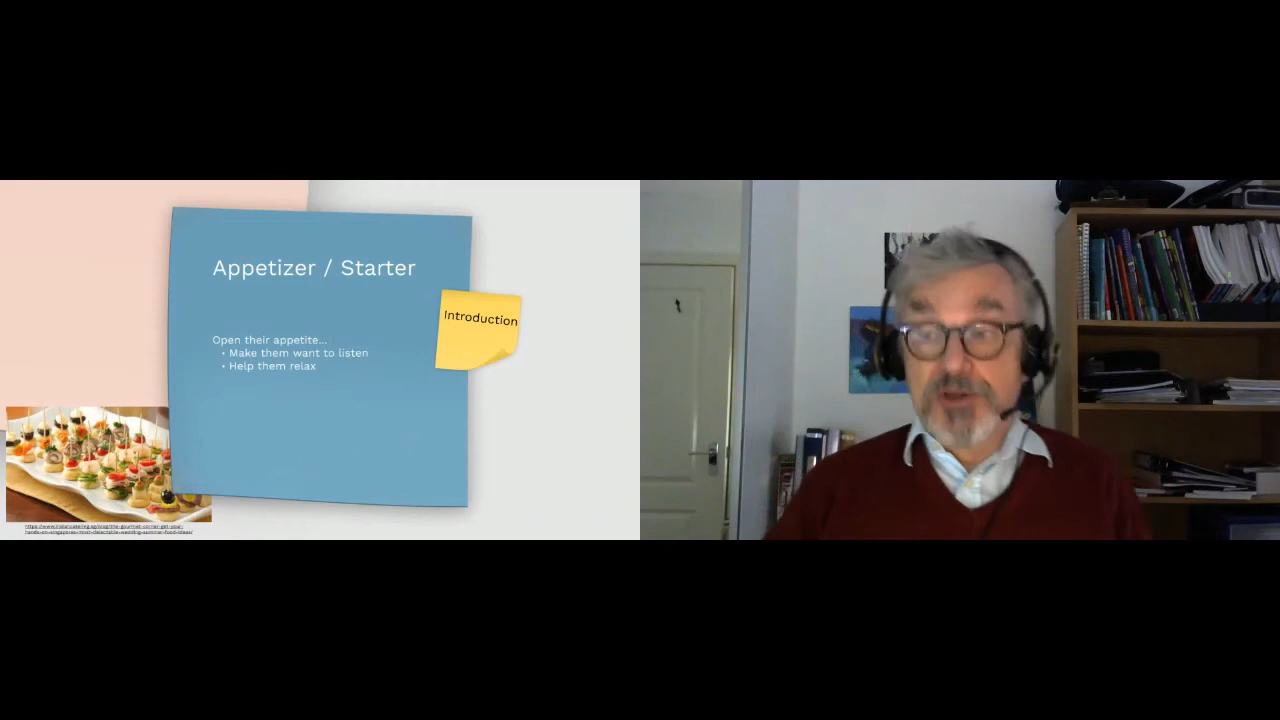 Appetizer / Starter
Introduction
Open their appetite...
• Make them want to listen
• Help them relax